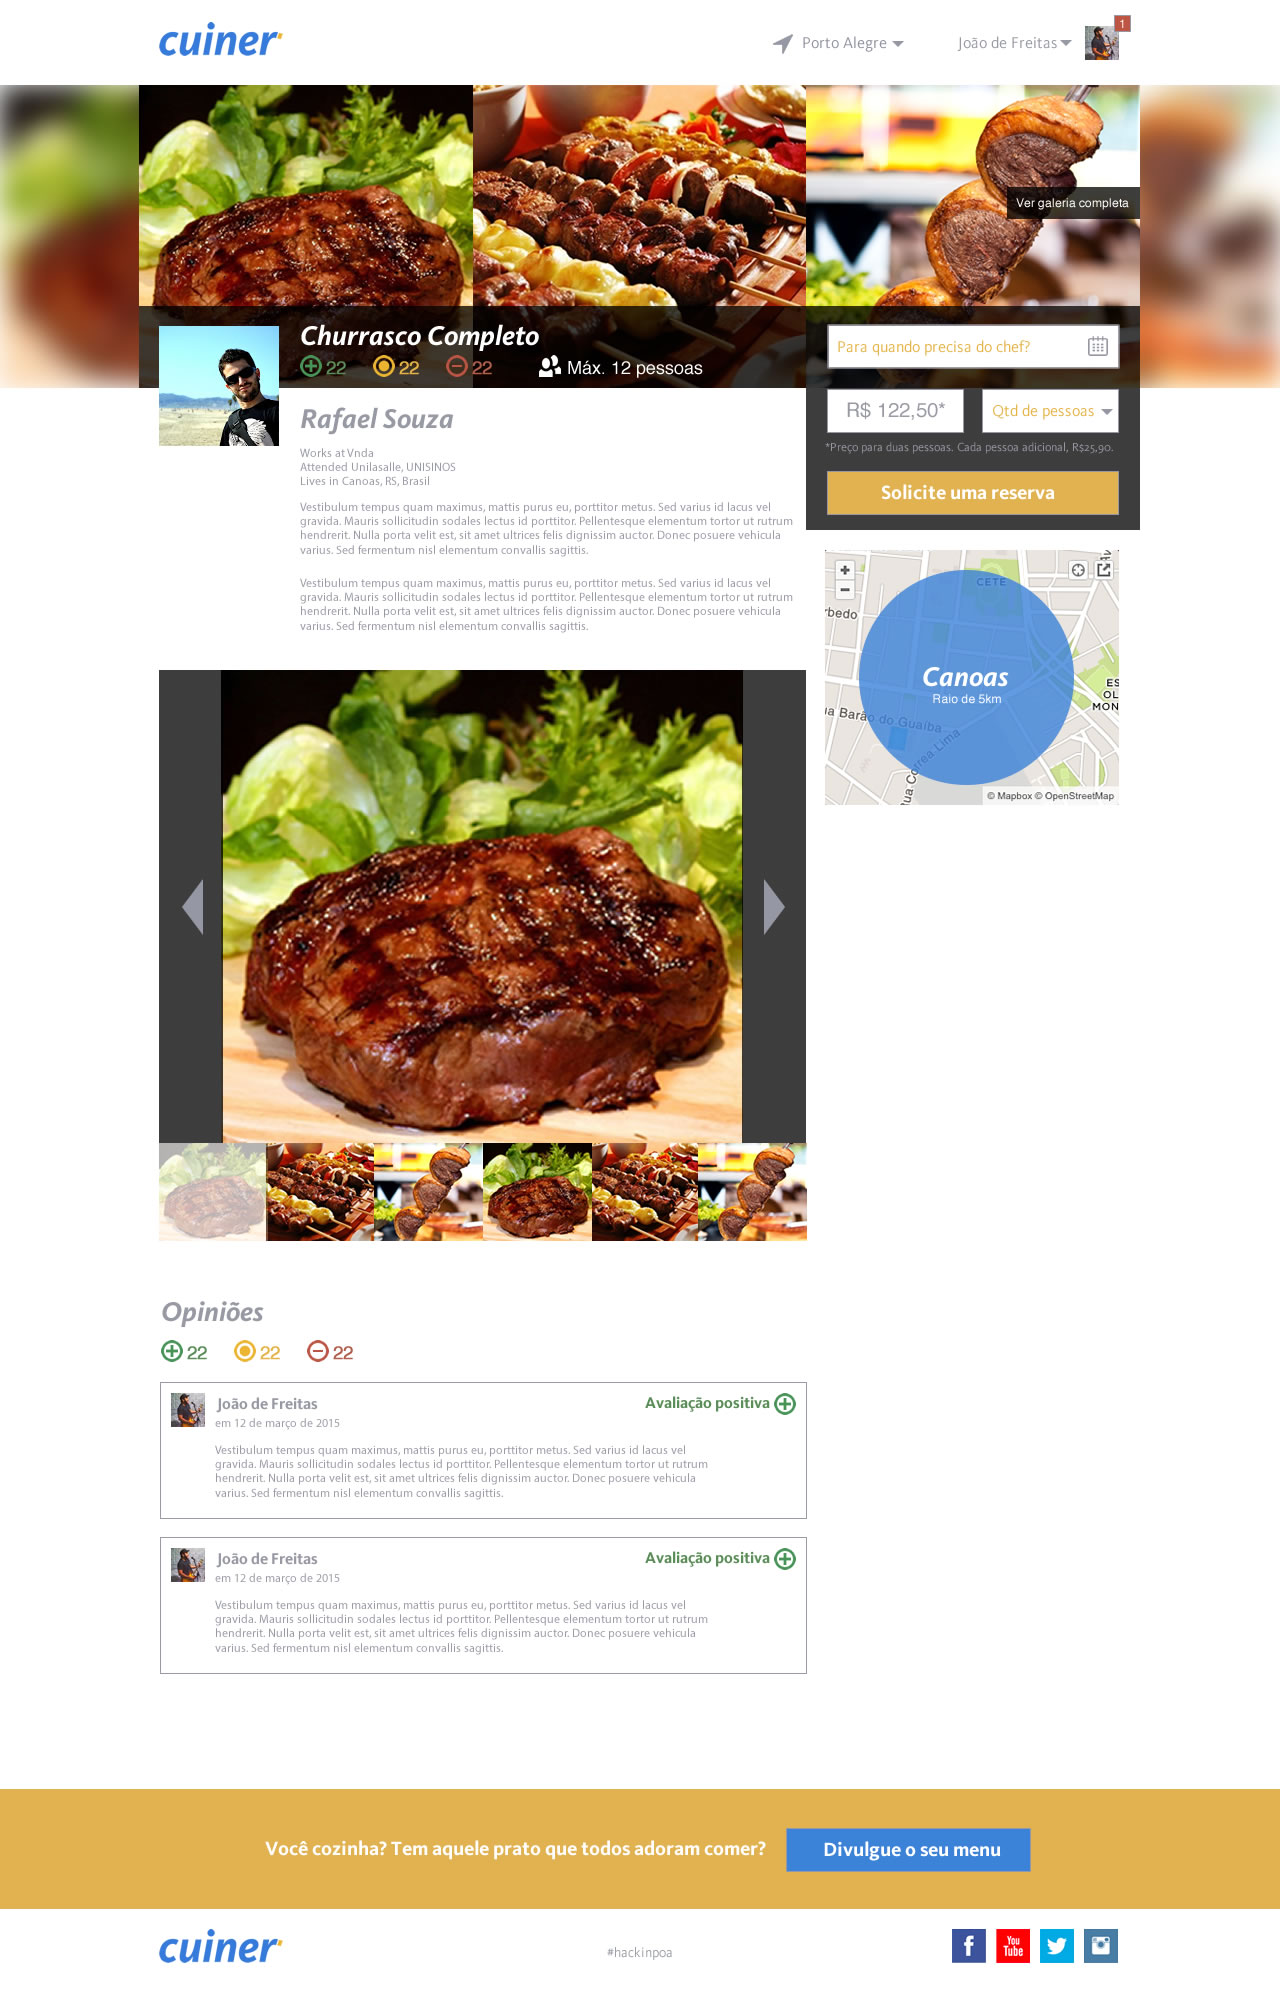 cuiner
Porto Alegre
João de Freitas
1
Ver galeria completa
Churrasco Completo
22 22 22 Máx. 12 pessoas
Para quando precisa do chef?
R$ 122,50*
Qtd de pessoas
*Preço para duas pessoas. Cada pessoa adicional, R$25,90.
Solicite uma reserva
Rafael Souza
Works at Vnda
Attended Unilasalle, UNISINOS
Lives in Canoas, RS, Brasil
Vestibulum tempus quam maximus, mattis purus eu, porttitor metus. Sed varius id lacus vel
gravida. Mauris sollicitudin sodales lectus id porttitor. Pellentesque elementum tortor ut rutrum
hendrerit. Nulla porta velit est, sit amet ultrices felis dignissim auctor. Donec posuere vehicula
varius. Sed fermentum nisl elementum convallis sagittis.
Vestibulum tempus quam maximus, mattis purus eu, porttitor metus. Sed varius id lacus vel
gravida. Mauris sollicitudin sodales lectus id porttitor. Pellentesque elementum tortor ut rutrum
hendrerit. Nulla porta velit est, sit amet ultrices felis dignissim auctor. Donec posuere vehicula
varius. Sed fermentum nisl elementum convallis sagittis.
CETE
rbedo
Canoas
Raio de 5km
ES
OL
MON
ua Barão do Guaíba
ua Correa Lima
© Mapbox © OpenStreetMap
Opiniões
22 22 22
João de Freitas
Avaliação positiva
em 12 de março de 2015
Vestibulum tempus quam maximus, mattis purus eu, porttitor metus. Sed varius id lacus vel
gravida. Mauris sollicitudin sodales lectus id porttitor. Pellentesque elementum tortor ut rutrum
hendrerit. Nulla porta velit est, sit amet ultrices felis dignissim auctor. Donec posuere vehicula
varius. Sed fermentum nisl elementum convallis sagittis.
João de Freitas
Avaliação positiva
em 12 de março de 2015
Vestibulum tempus quam maximus, mattis purus eu, porttitor metus. Sed varius id lacus vel
gravida. Mauris sollicitudin sodales lectus id porttitor. Pellentesque elementum tortor ut rutrum
hendrerit. Nulla porta velit est, sit amet ultrices felis dignissim auctor. Donec posuere vehicula
varius. Sed fermentum nisl elementum convallis sagittis.
Você cozinha? Tem aquele prato que todos adoram comer?
Divulgue o seu menu
cuiner
#hackinpoa
f
You
Tube